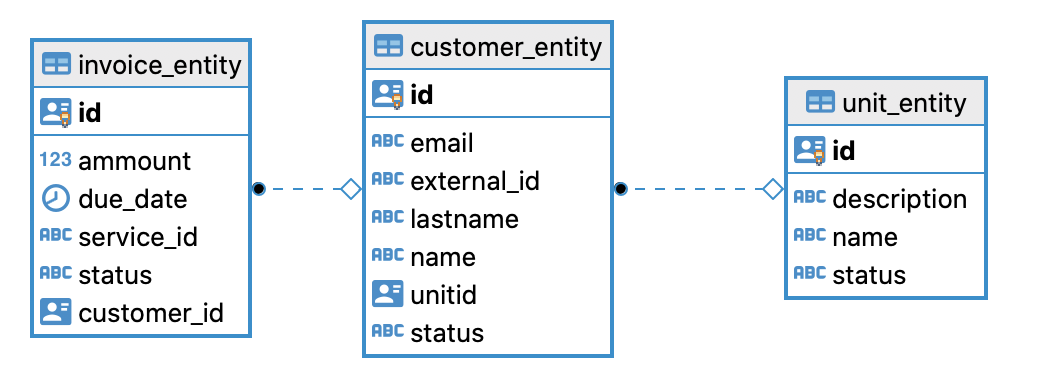 invoice_entity
id
123 ammount
due_date
ABC service_id
ABC status
customer_id
customer_entity
id
ABC email
ABC external_id
ABC lastname
ABC name
unitid
ABC status
unit_entity
id
ABC description
ABC name
ABC status